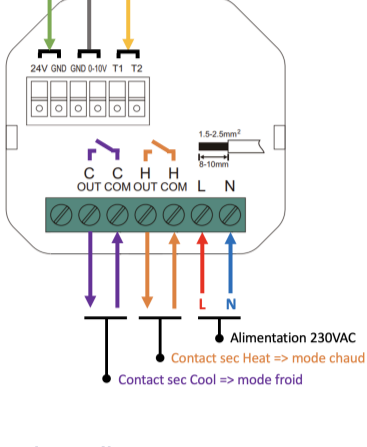 24V GND GND 0-10V T1 T2
1.5-2.5mm²
8-10mm
C C H H
OUT COM OUT COM L N
L N
Alimentation 230VAC
Contact sec Heat => mode chaud
Contact sec Cool => mode froid